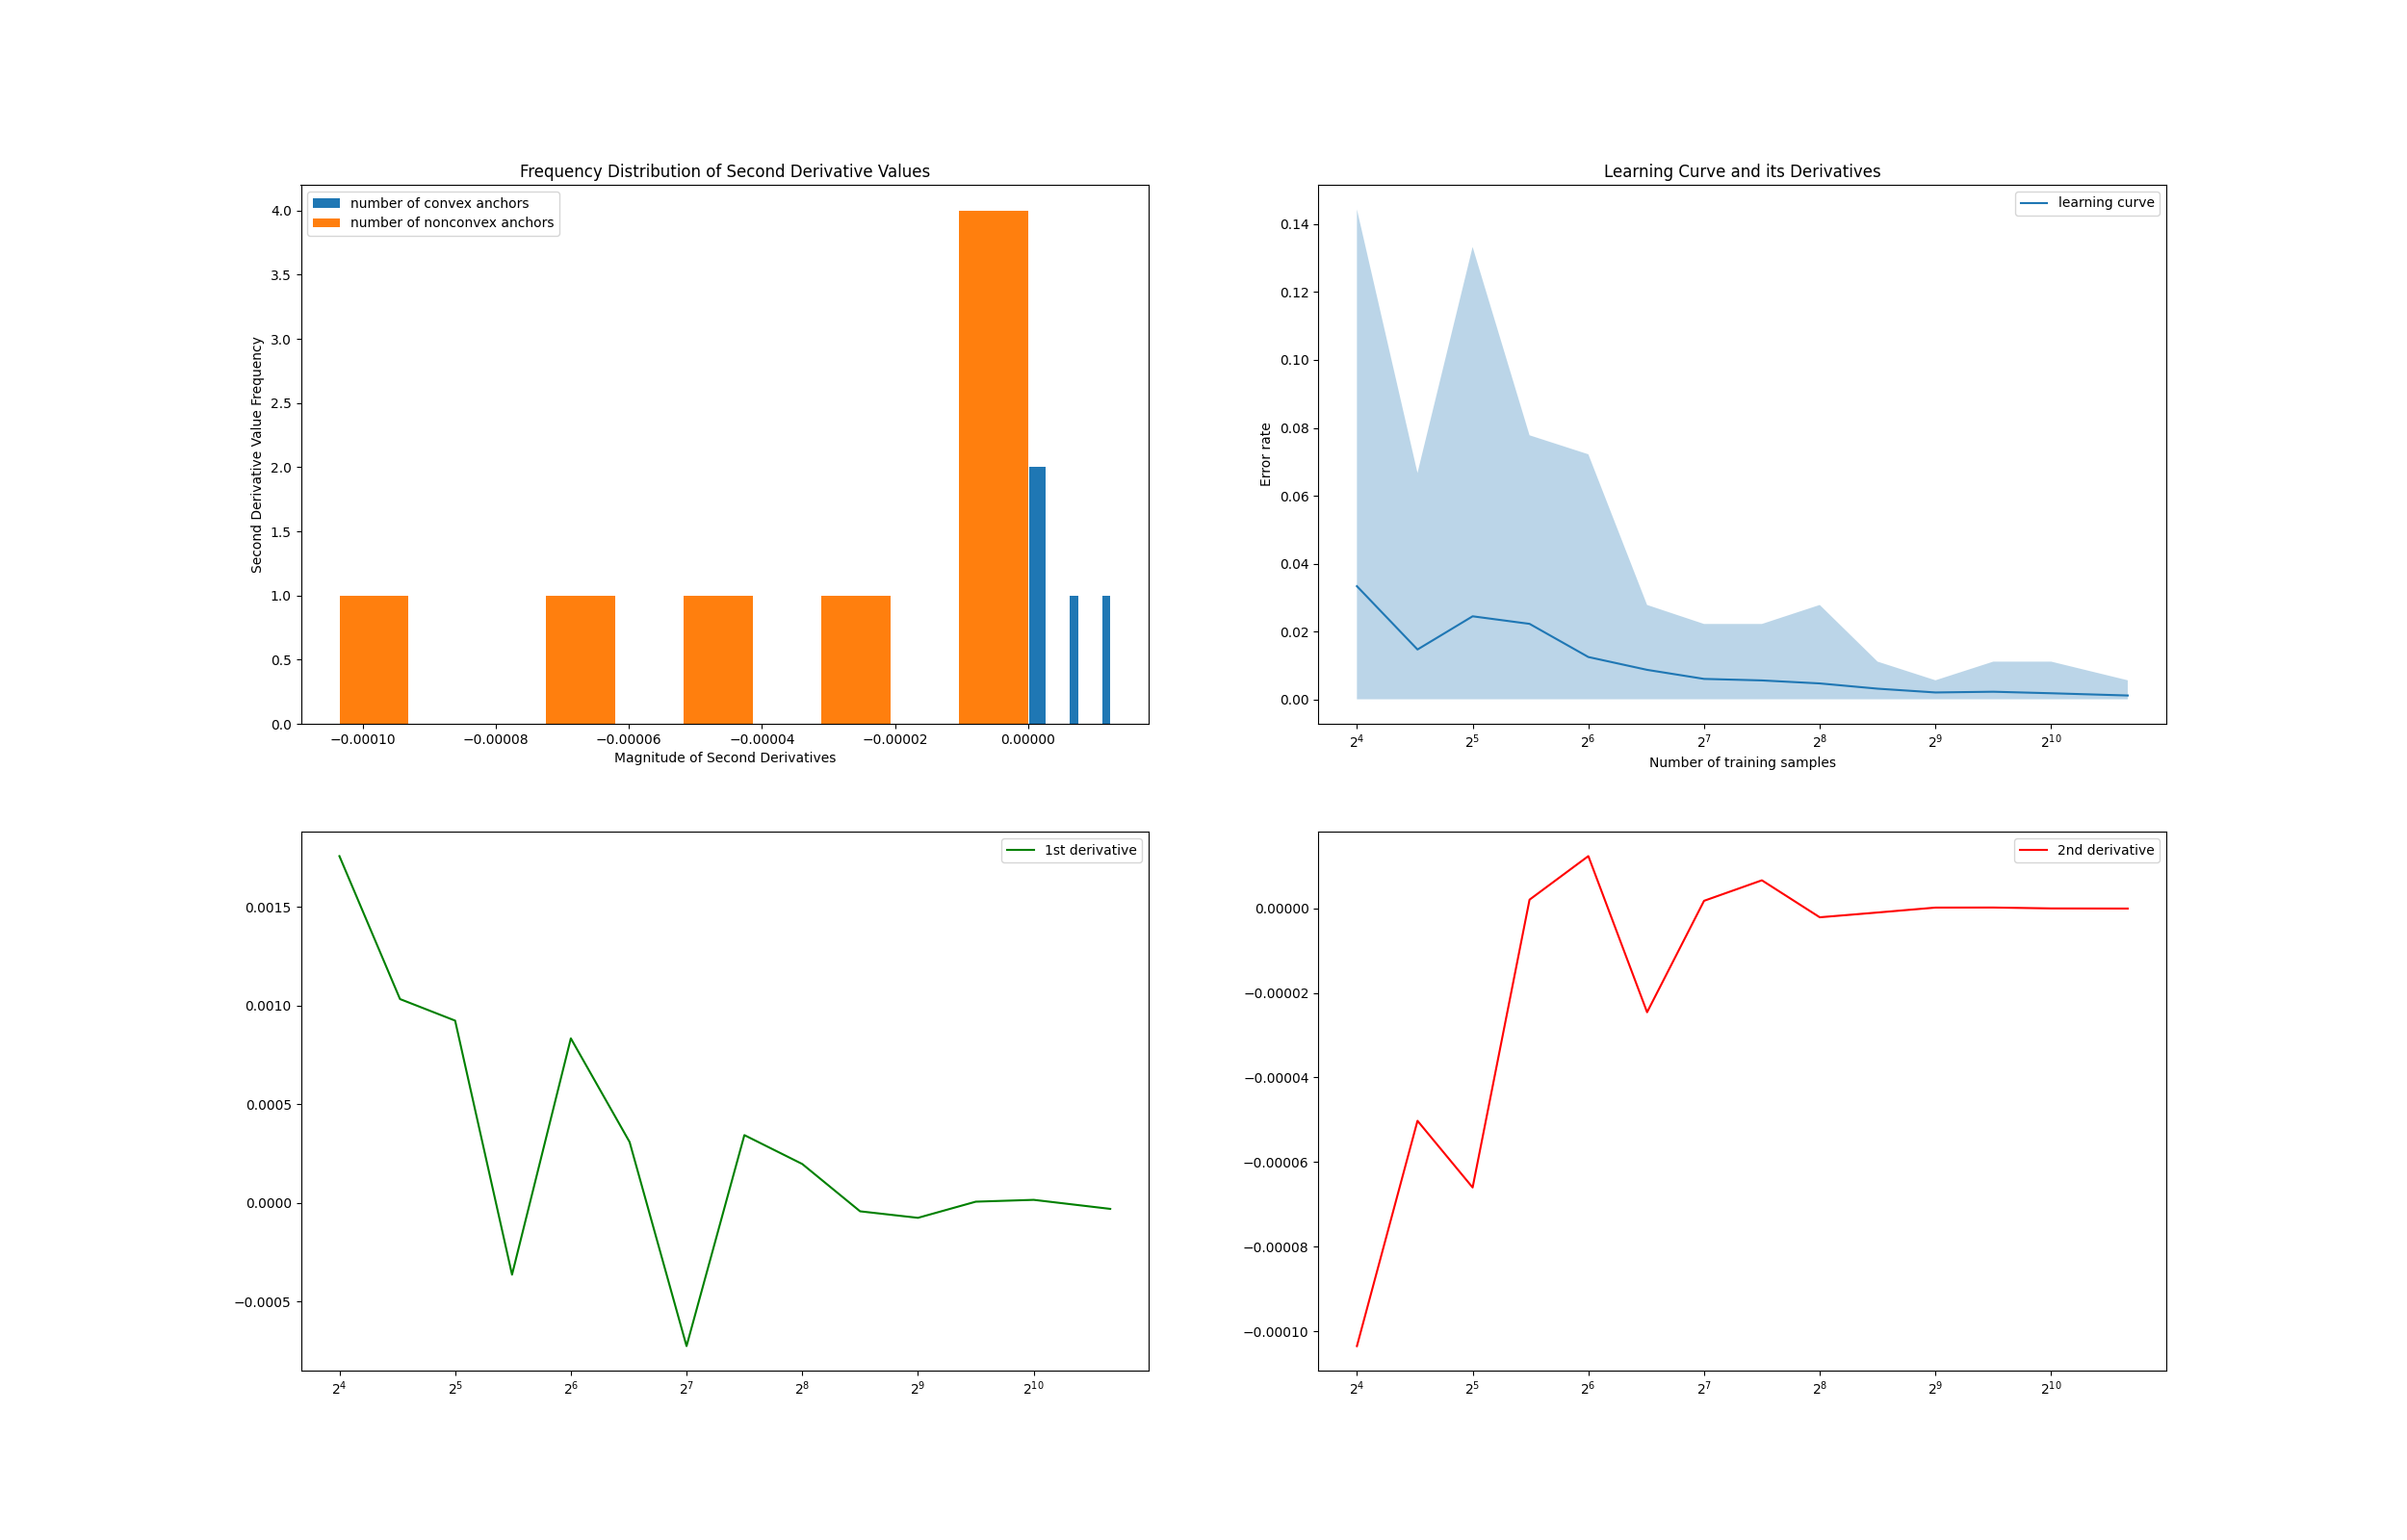 Frequency Distribution of Second Derivative Values
number of convex anchors
number of nonconvex anchors
Second Derivative Value Frequency
4.0
3.5
3.0
2.5
2.0
1.5
1.0
0.5
0.0
−0.00010 −0.00008 −0.00006 −0.00004 −0.00002 0.00000
Magnitude of Second Derivatives
Learning Curve and its Derivatives
learning curve
Error rate
0.14
0.12
0.10
0.08
0.06
0.04
0.02
0.00
2⁴ 2⁵ 2⁶ 2⁷ 2⁸ 2⁹ 2¹⁰
Number of training samples
1st derivative
0.0015
0.0010
0.0005
0.0000
−0.0005
2⁴ 2⁵ 2⁶ 2⁷ 2⁸ 2⁹ 2¹⁰
2nd derivative
0.00000
−0.00002
−0.00004
−0.00006
−0.00008
−0.00010
2⁴ 2⁵ 2⁶ 2⁷ 2⁸ 2⁹ 2¹⁰